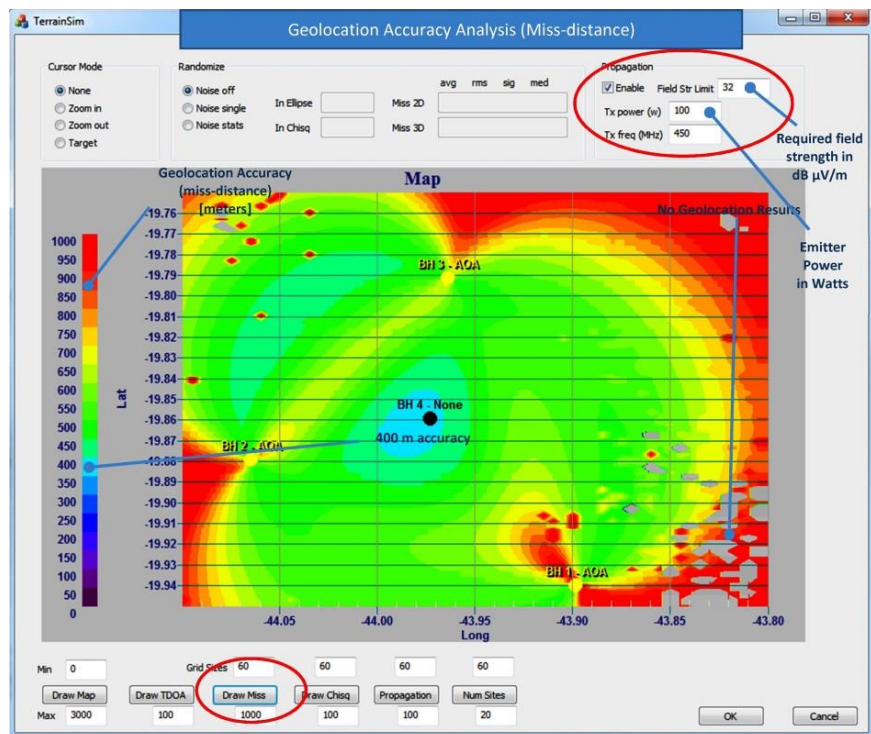 TerrainSim
Geolocation Accuracy Analysis (Miss-distance)
Cursor Mode
None
Zoom in
Zoom out
Target
Randomize
Noise off
Noise single
Noise stats
In Ellipse
In Chisq
avg rms sig med
Miss 2D
Miss 3D
Propagation
Enable Field Str Limit 32
Tx power (w) 100
Tx freq (MHz) 450
Required field
strength in
dB µV/m
Emitter
Power
in Watts
Geolocation Accuracy
(miss-distance)
[meters]
Map
No Geolocation Results
1000
950
900
850
800
750
700
650
600
550
500
450
400
350
300
250
200
150
100
50
0
Lat
-19.76
-19.77
-19.78
-19.79
-19.80
-19.81
-19.82
-19.83
-19.84
-19.85
-19.86
-19.87
-19.88
-19.89
-19.90
-19.91
-19.92
-19.93
-19.94
BH 3 - AOA
BH 4 - None
400 m accuracy
BH 2 - AOA
BH 1 - AOA
-44.05 -44.00 -43.95 -43.90 -43.85 -43.80
Long
Min 0 Grid Sizes 60 60 60 60
Draw Map Draw TDOA Draw Miss Draw Chisq Propagation Num Sites
Max 3000 100 1000 100 100 20
OK Cancel